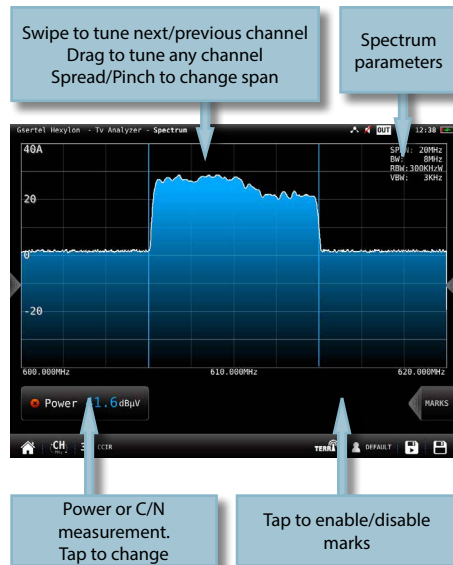 Swipe to tune next/previous channel
Drag to tune any channel
Spread/Pinch to change span
Spectrum
parameters
Gsertel Hexylon - Tv Analyzer - Spectrum
OUT
12:38
40A
20MHz
BW: 8MHz
RBW:300KHzW
VBW: 3KHz
20
0
-20
600.000MHz
610.000MHz
620.000MHz
Power 1.6dBµV
MARKS
CH
CCIR
TERR
DEFAULT
Power or C/N
measurement.
Tap to change
Tap to enable/disable
marks